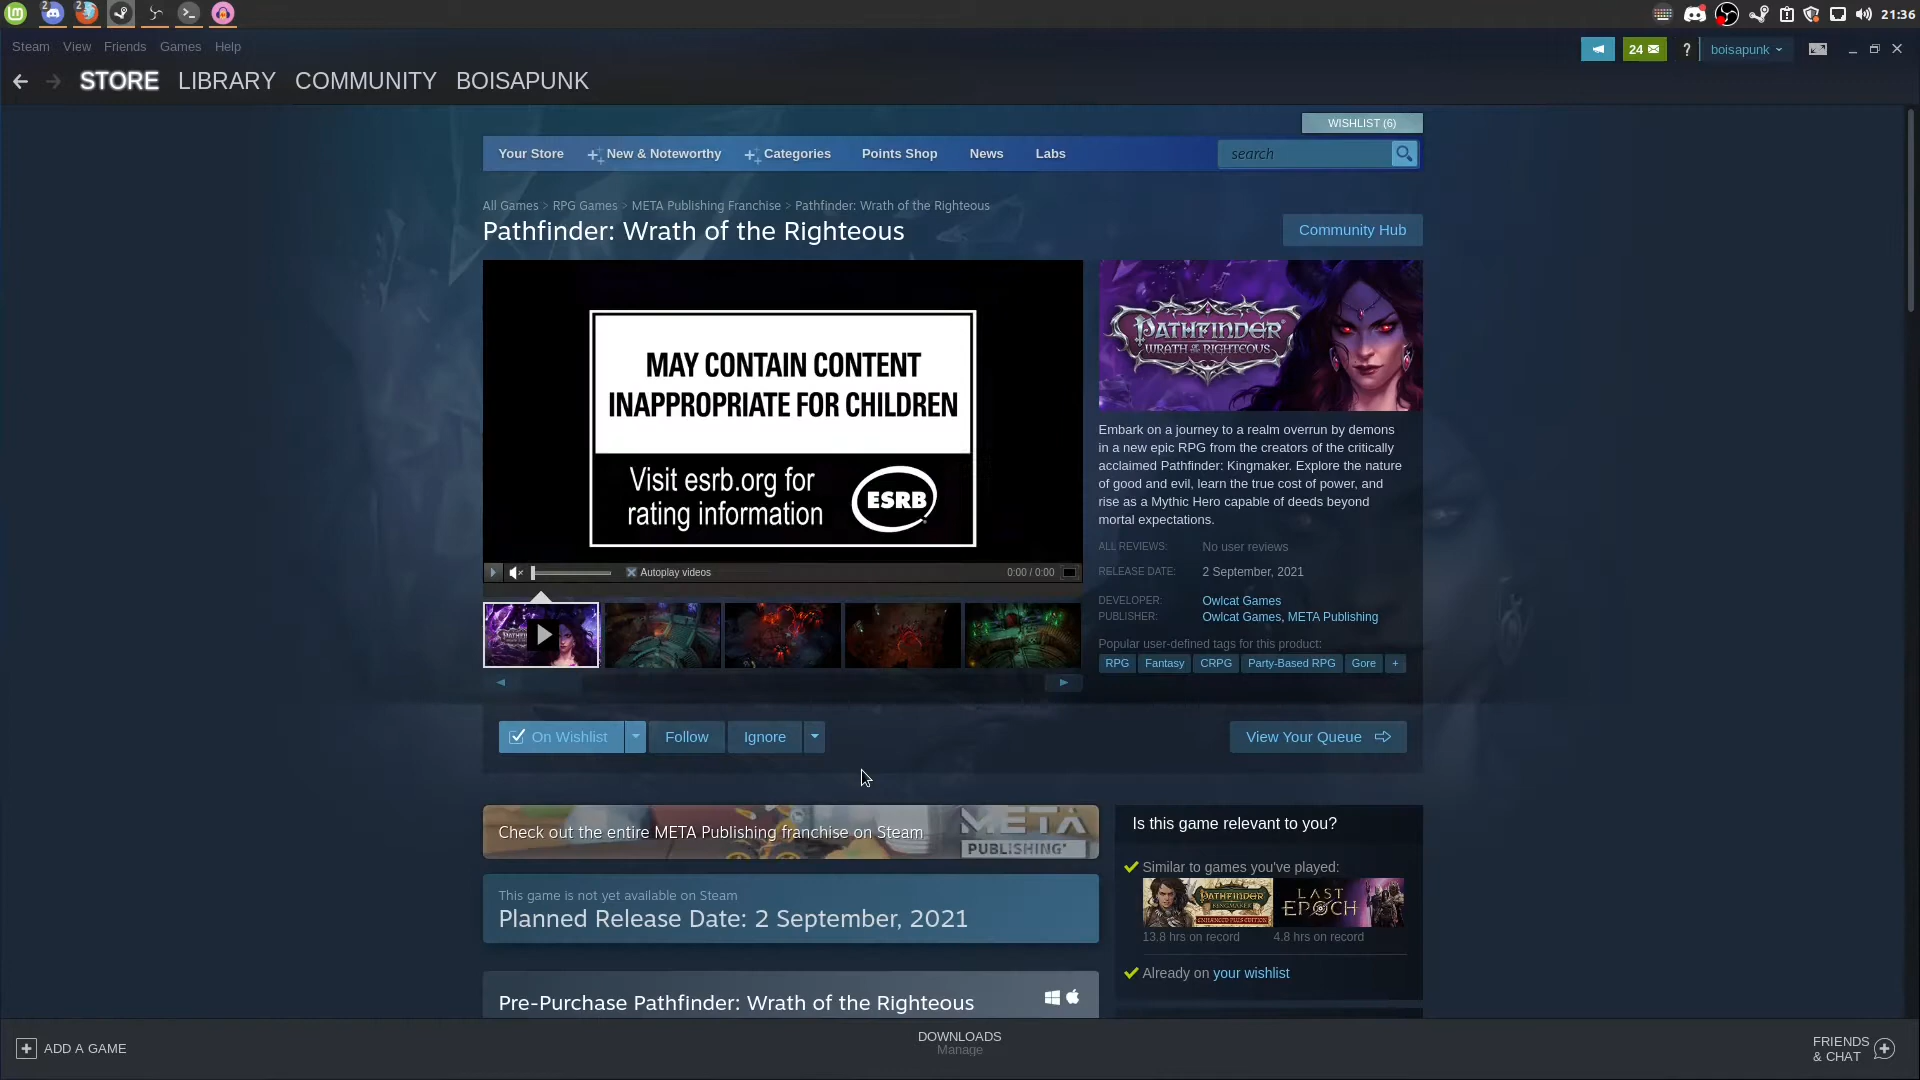 2
2
21:36
Steam View Friends Games Help
24
?
boisapunk
STORE LIBRARY COMMUNITY BOISAPUNK
WISHLIST (6)
Your Store New & Noteworthy Categories Points Shop News Labs
search
All Games > RPG Games > META Publishing Franchise > Pathfinder: Wrath of the Righteous
Pathfinder: Wrath of the Righteous
Community Hub
MAY CONTAIN CONTENT
INAPPROPRIATE FOR CHILDREN
Visit esrb.org for
rating information
ESRB
PATHFINDER
WRATH OF THE RIGHTEOUS
Embark on a journey to a realm overrun by demons
in a new epic RPG from the creators of the critically
acclaimed Pathfinder: Kingmaker. Explore the nature
of good and evil, learn the true cost of power, and
rise as a Mythic Hero capable of deeds beyond
mortal expectations.
ALL REVIEWS: No user reviews
RELEASE DATE: 2 September, 2021
DEVELOPER: Owlcat Games
PUBLISHER: Owlcat Games, META Publishing
Popular user-defined tags for this product:
RPG Fantasy CRPG Party-Based RPG Gore +
Autoplay videos
0:00 / 0:00
On Wishlist
Follow
Ignore
View Your Queue
Check out the entire META Publishing franchise on Steam
META
PUBLISHING
This game is not yet available on Steam
Planned Release Date: 2 September, 2021
Pre-Purchase Pathfinder: Wrath of the Righteous
Is this game relevant to you?
Similar to games you've played:
PATHFINDER
KINGMAKER
ENHANCED PLUS EDITION
LAST
EPOCH
13.8 hrs on record
4.8 hrs on record
Already on your wishlist
ADD A GAME
DOWNLOADS
Manage
FRIENDS
& CHAT